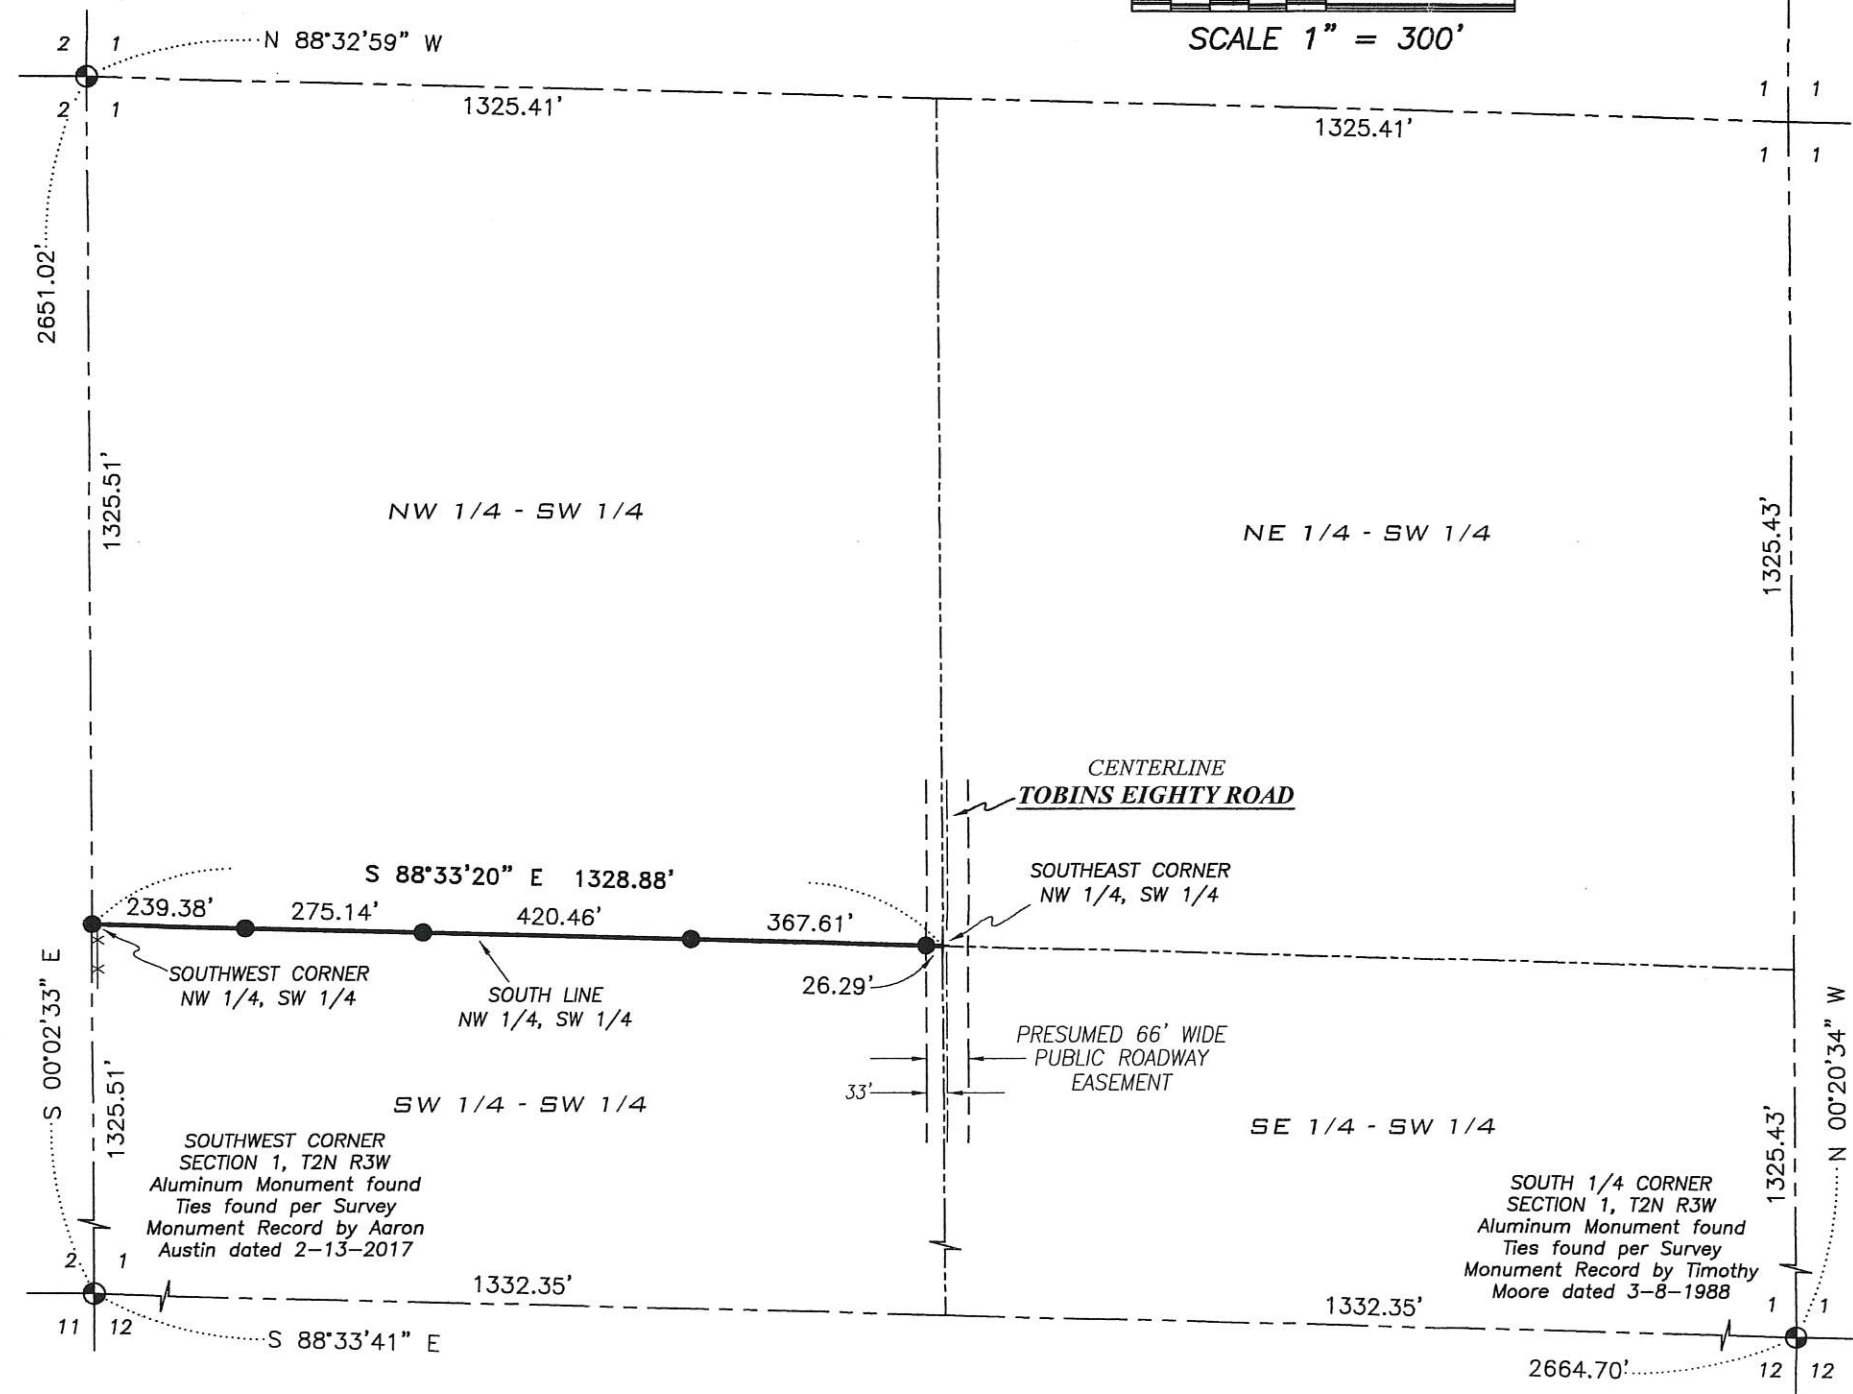 SCALE 1" = 300'
2 1
N 88°32'59" W
2 1
1325.41'
1325.41'
1 1
1 1
2651.02'
1325.51'
NW 1/4 - SW 1/4
NE 1/4 - SW 1/4
1325.43'
CENTERLINE
TOBINS EIGHTY ROAD
S 88°33'20" E 1328.88'
SOUTHEAST CORNER
NW 1/4, SW 1/4
239.38'
275.14'
420.46'
367.61'
26.29'
SOUTHWEST CORNER
NW 1/4, SW 1/4
SOUTH LINE
NW 1/4, SW 1/4
PRESUMED 66' WIDE
PUBLIC ROADWAY
EASEMENT
33'
S 00°02'33" E
1325.51'
SW 1/4 - SW 1/4
SE 1/4 - SW 1/4
1325.43'
N 00°20'34" W
SOUTHWEST CORNER
SECTION 1, T2N R3W
Aluminum Monument found
Ties found per Survey
Monument Record by Aaron
Austin dated 2-13-2017
SOUTH 1/4 CORNER
SECTION 1, T2N R3W
Aluminum Monument found
Ties found per Survey
Monument Record by Timothy
Moore dated 3-8-1988
2 1
1332.35'
1332.35'
1 1
11 12
S 88°33'41" E
2664.70'
12 12